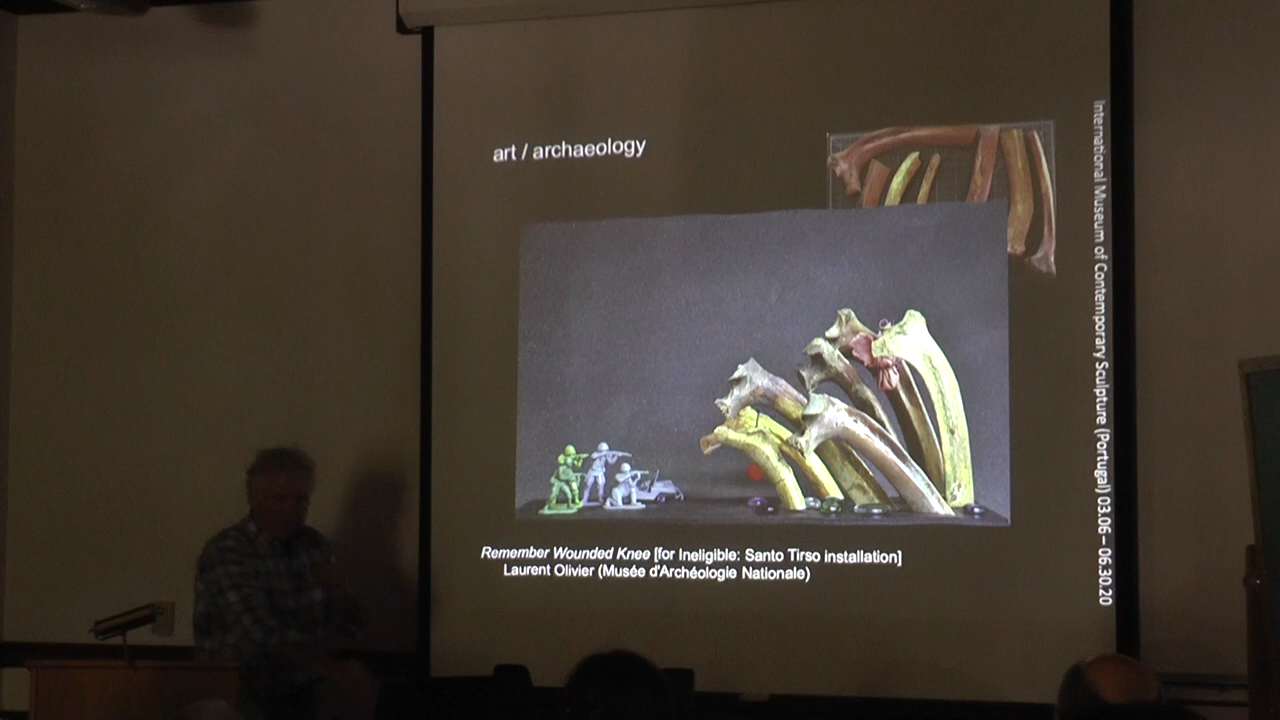 art / archaeology
Remember Wounded Knee [for Ineligible: Santo Tirso installation]
Laurent Olivier (Musée d'Archéologie Nationale)
International Museum of Contemporary Sculpture (Portugal) 03.06 – 06.30.20